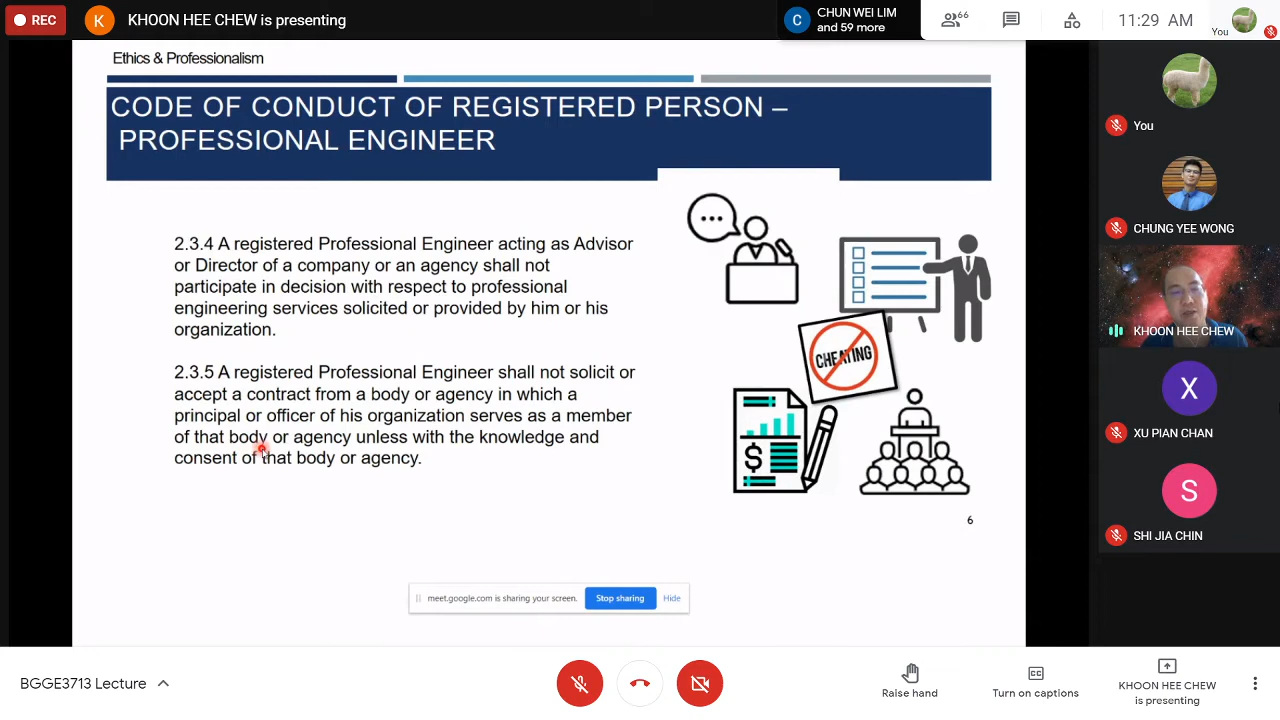 REC
K
KHOON HEE CHEW is presenting
C
CHUN WEI LIM
and 59 more
66
11:29 AM
You
Ethics & Professionalism
CODE OF CONDUCT OF REGISTERED PERSON –
PROFESSIONAL ENGINEER
2.3.4 A registered Professional Engineer acting as Advisor
or Director of a company or an agency shall not
participate in decision with respect to professional
engineering services solicited or provided by him or his
organization.
2.3.5 A registered Professional Engineer shall not solicit or
accept a contract from a body or agency in which a
principal or officer of his organization serves as a member
of that body or agency unless with the knowledge and
consent of that body or agency.
CHEATING
$
6
meet.google.com is sharing your screen.
Stop sharing
Hide
You
CHUNG YEE WONG
KHOON HEE CHEW
X
XU PIAN CHAN
S
SHI JIA CHIN
BGGE3713 Lecture
Raise hand
CC
Turn on captions
KHOON HEE CHEW
is presenting